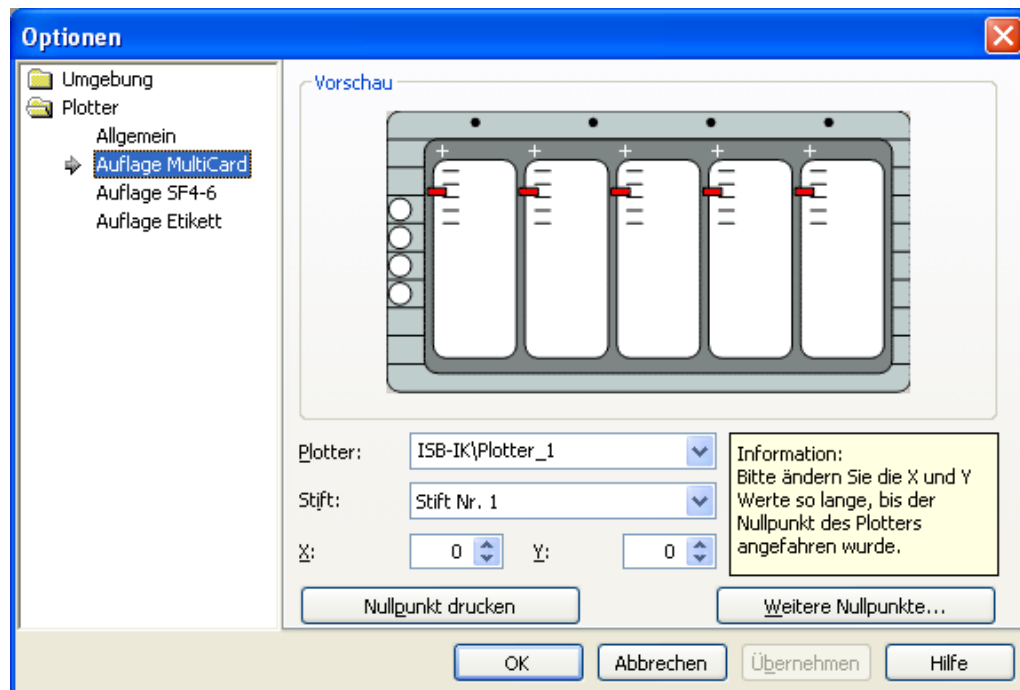 Optionen
Umgebung
Plotter
Allgemein
Auflage MultiCard
Auflage SF4-6
Auflage Etikett
Vorschau
Plotter:
ISB-IK\Plotter_1
Stift:
Stift Nr. 1
X:
0
Y:
0
Information:
Bitte ändern Sie die X und Y
Werte so lange, bis der
Nullpunkt des Plotters
angefahren wurde.
Nullpunkt drucken
Weitere Nullpunkte...
OK
Abbrechen
Übernehmen
Hilfe